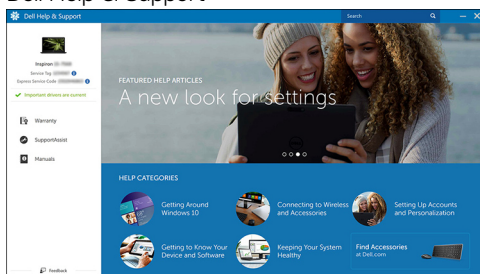 Dell Help & Support
Dell Help & Support
Search
Inspiron
Service Tag
Express Service Code
Important drivers are current
Warranty
SupportAssist
Manuals
Feedback
FEATURED HELP ARTICLES
A new look for settings
HELP CATEGORIES
Getting Around
Windows 10
Connecting to Wireless
and Accessories
Setting Up Accounts
and Personalization
Getting to Know Your
Device and Software
Keeping Your System
Healthy
Find Accessories
at Dell.com